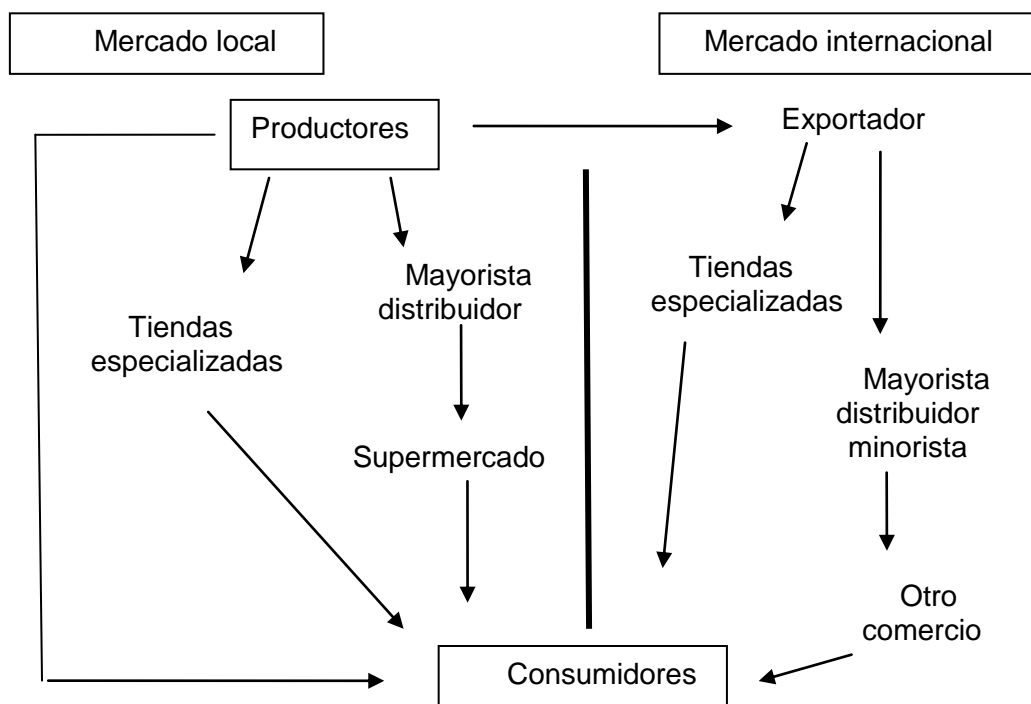 Mercado local
Mercado internacional
Productores
Exportador
Mayorista
distribuidor
Tiendas
especializadas
Tiendas
especializadas
Supermercado
Mayorista
distribuidor
minorista
Otro
comercio
Consumidores